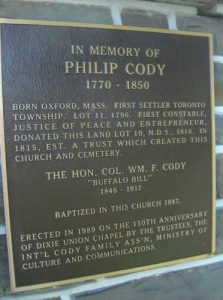 IN MEMORY OF
PHILIP CODY
1770 - 1850
BORN OXFORD, MASS. FIRST SETTLER TORONTO
TOWNSHIP. LOT 11, 1796. FIRST CONSTABLE,
JUSTICE OF PEACE AND ENTREPRENEUR,
DONATED THIS LAND LOT 10, N.D.S., 1810. IN
1815, EST. A TRUST WHICH CREATED THIS
CHURCH AND CEMETERY.
THE HON. COL. WM. F. CODY
"BUFFALO BILL"
1846 - 1917
BAPTIZED IN THIS CHURCH 1847.
ERECTED IN 1989 ON THE 150TH ANNIVERSARY
OF DIXIE UNION CHAPEL BY THE TRUSTEES, THE
INT'L CODY FAMILY ASS'N, MINISTRY OF
CULTURE AND COMMUNICATIONS.